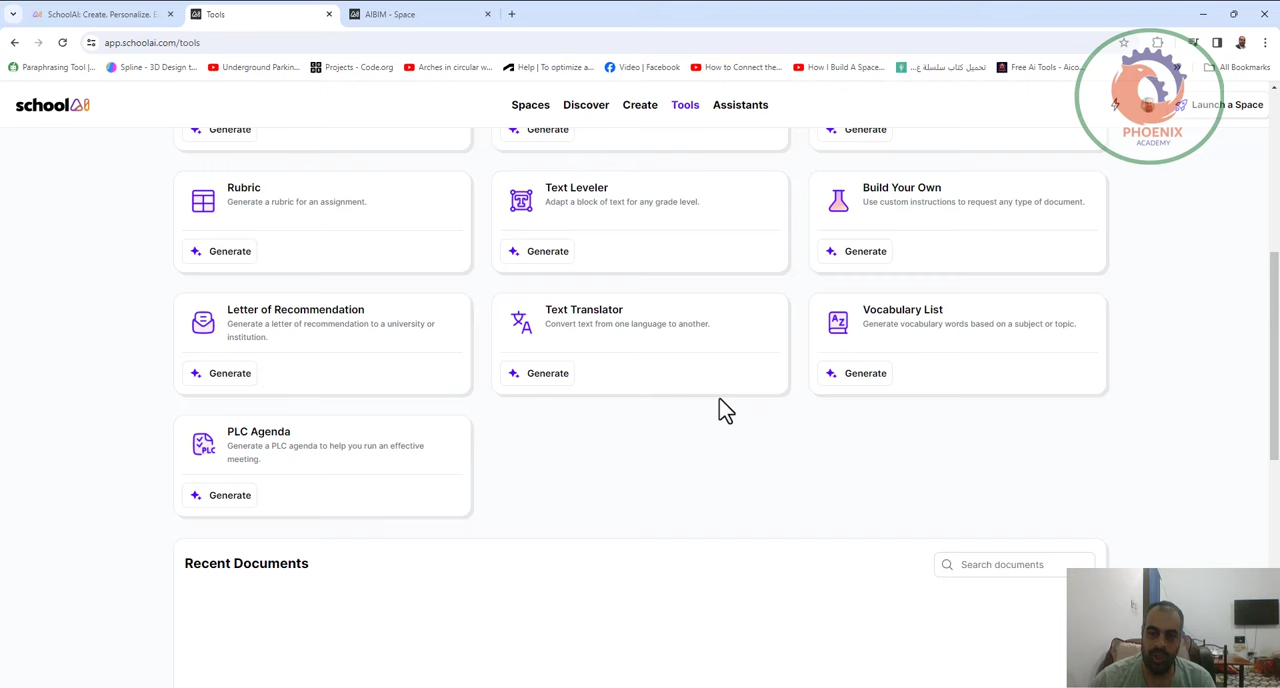 SchoolAI: Create. Personalize. E
Tools
AIBIM - Space
app.schoolai.com/tools
Paraphrasing Tool |...
Spline - 3D Design t...
Underground Parkin...
Projects - Code.org
Archer
Help | To optimize a...
Video | Facebook
How to Connect the...
How I Build A Space...
تحميل كتاب سلسلة ع...
Free Ai Tools - Aico...
All Bookmarks
schoolAI
Spaces
Discover
Create
Tools
Assistants
Launch a Space
PHOENIX
ACADEMY
Generate
Generate
Generate
Rubric
Generate a rubric for an assignment.
Generate
Text Leveler
Adapt a block of text for any grade level.
Generate
Build Your Own
Use custom instructions to request any type of document.
Generate
Letter of Recommendation
Generate a letter of recommendation to a university or
institution.
Generate
Text Translator
Convert text from one language to another.
Generate
Vocabulary List
Generate vocabulary words based on a subject or topic.
Generate
PLC
PLC Agenda
Generate a PLC agenda to help you run an effective
meeting.
Generate
Recent Documents
Search documents